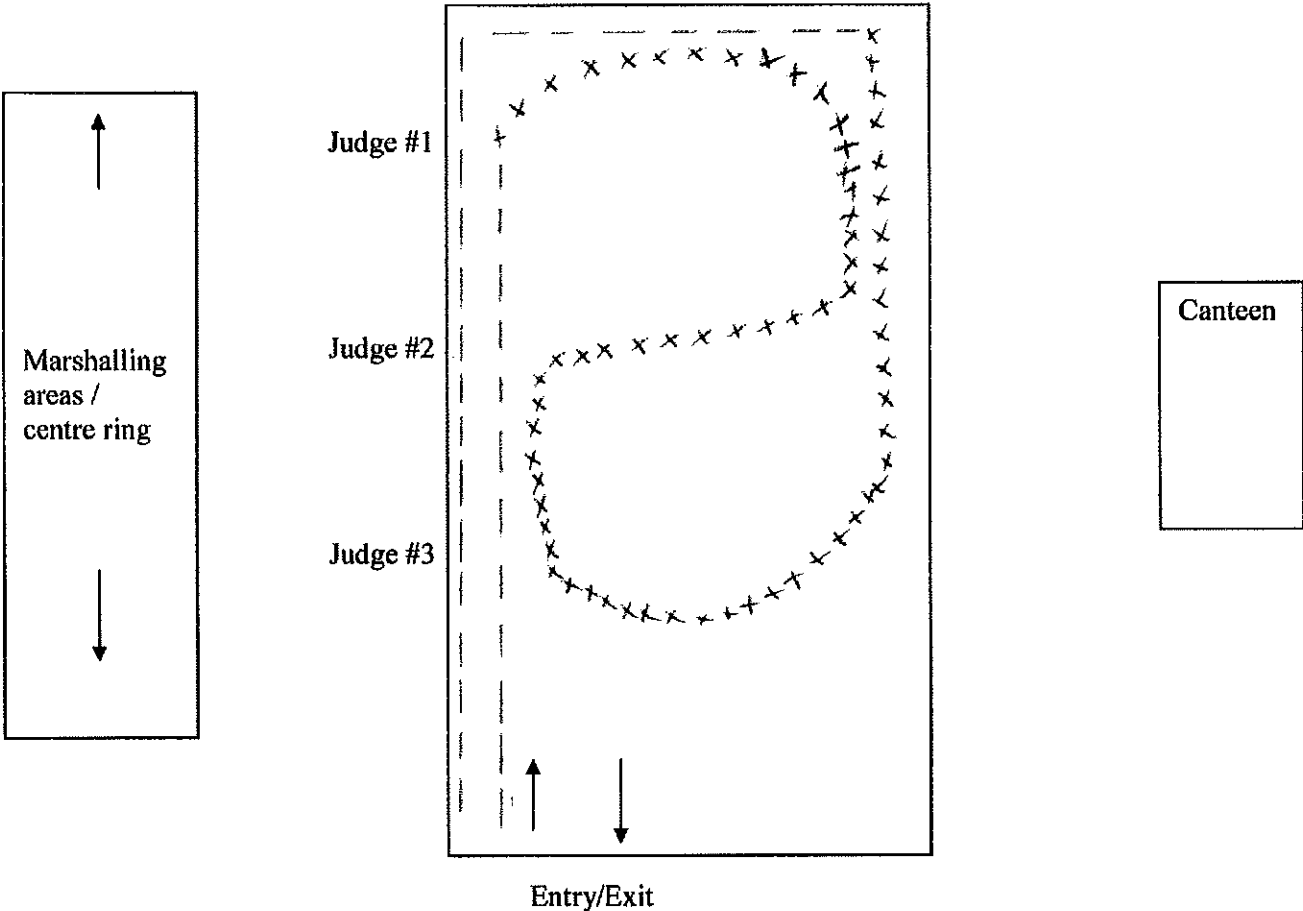 Judge #1
Canteen
Judge #2
Marshalling
areas /
centre ring
Judge #3
Entry/Exit